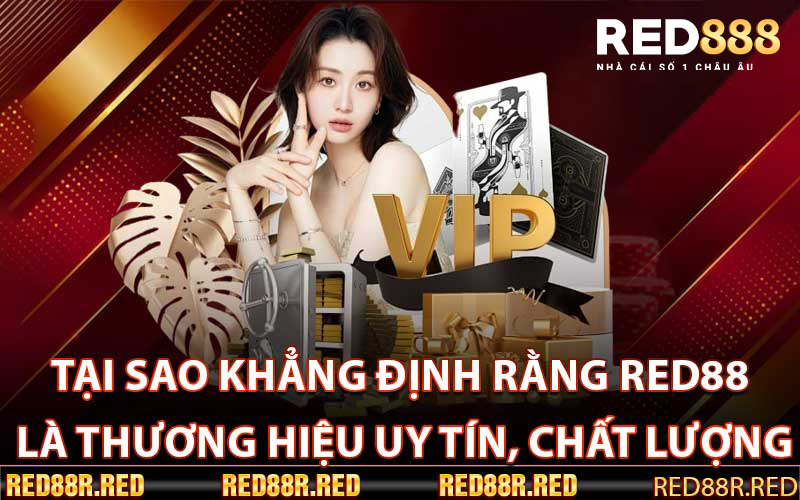 RED888
NHÀ CÁI SỐ 1 CHÂU ÂU
VIP
TẠI SAO KHẲNG ĐỊNH RẰNG RED88
LÀ THƯƠNG HIỆU UY TÍN, CHẤT LƯỢNG
RED88R.RED RED88R.RED RED88R.RED RED88R.RED